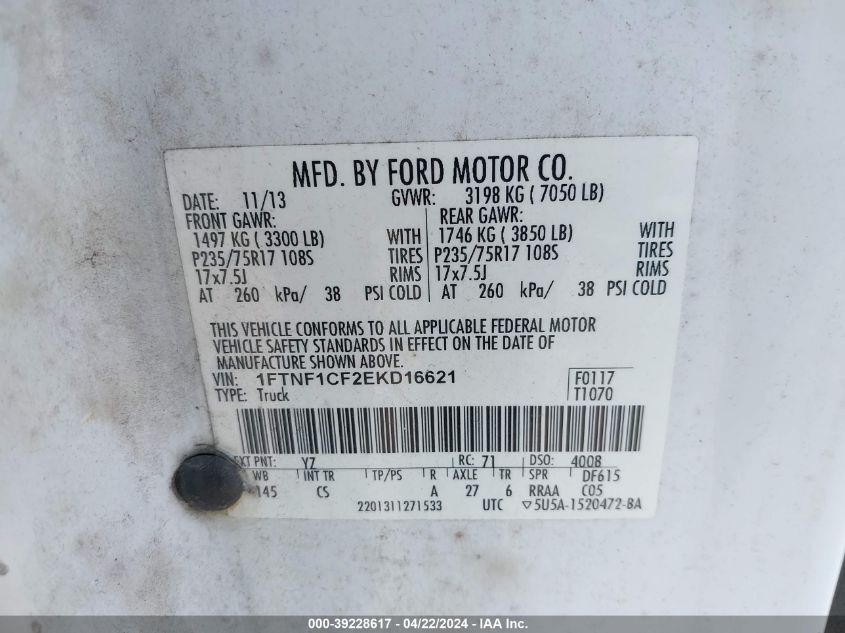 MFD. BY FORD MOTOR CO.
DATE: 11/13 GVWR: 3198 KG ( 7050 LB)
FRONT GAWR: REAR GAWR:
1497 KG ( 3300 LB) WITH 1746 KG ( 3850 LB) WITH
P235/75R17 108S TIRES P235/75R17 108S TIRES
17x7.5J RIMS 17x7.5J RIMS
AT 260 kPa/ 38 PSI COLD AT 260 kPa/ 38 PSI COLD
THIS VEHICLE CONFORMS TO ALL APPLICABLE FEDERAL MOTOR
VEHICLE SAFETY STANDARDS IN EFFECT ON THE DATE OF
MANUFACTURE SHOWN ABOVE.
VIN: 1FTNF1CF2EKD16621 F0117
TYPE: Truck T1070
EXT PNT: YZ RC: 71 DSO: 4008
WB INT TR TP/PS R AXLE TR SPR DF615
145 CS A 27 6 RRAA C05
2201311271533 UTC ▽5U5A-1520472-BA
000-39228617 - 04/22/2024 - IAA Inc.